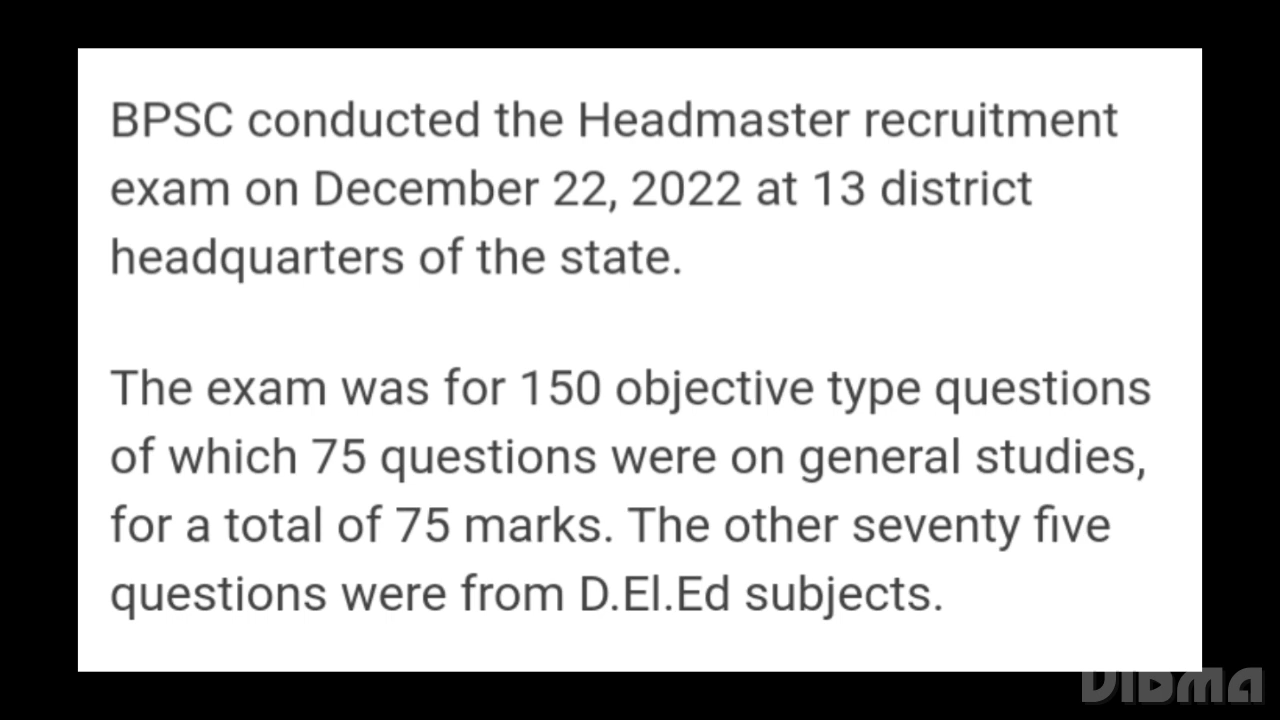 BPSC conducted the Headmaster recruitment
exam on December 22, 2022 at 13 district
headquarters of the state.
The exam was for 150 objective type questions
of which 75 questions were on general studies,
for a total of 75 marks. The other seventy five
questions were from D.El.Ed subjects.